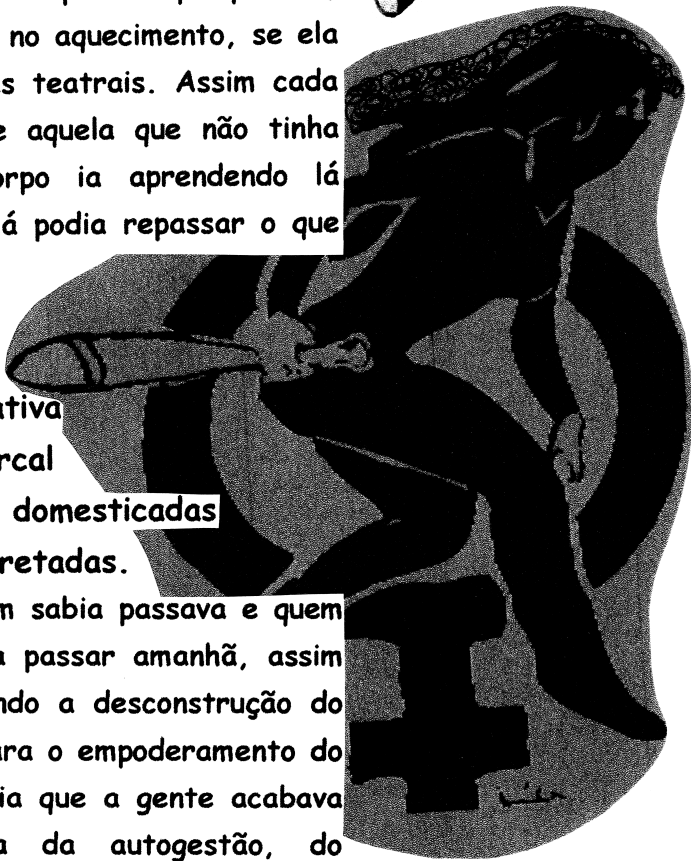 no aquecimento, se ela
s teatrais. Assim cada
e aquela que não tinha
orpo ia aprendendo lá
á podia repassar o que
ativa
rcal
domesticadas
retadas.
m sabia passava e quem
a passar amanhã, assim
ndo a desconstrução do
ara o empoderamento do
ia que a gente acabava
a da autogestão, do